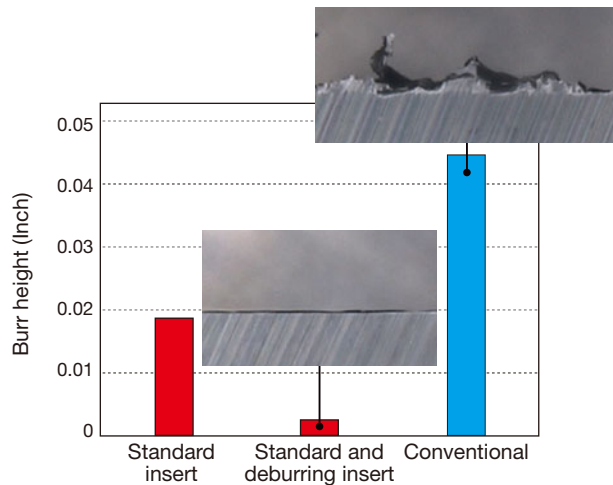 Burr height (Inch)
0.05
0.04
0.03
0.02
0.01
0
Standard
insert
Standard and
deburring insert
Conventional